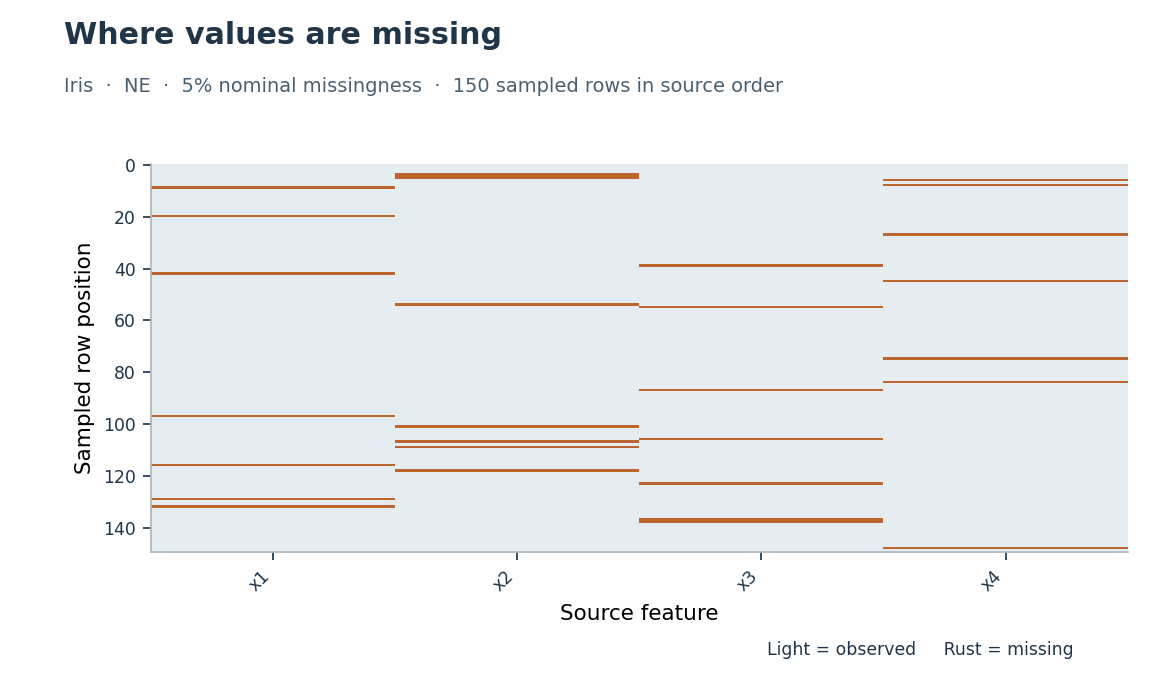 Where values are missing
Iris · NE · 5% nominal missingness · 150 sampled rows in source order
0
20
40
60
80
100
120
140
Sampled row position
x1
x2
x3
x4
Source feature
Light = observed Rust = missing